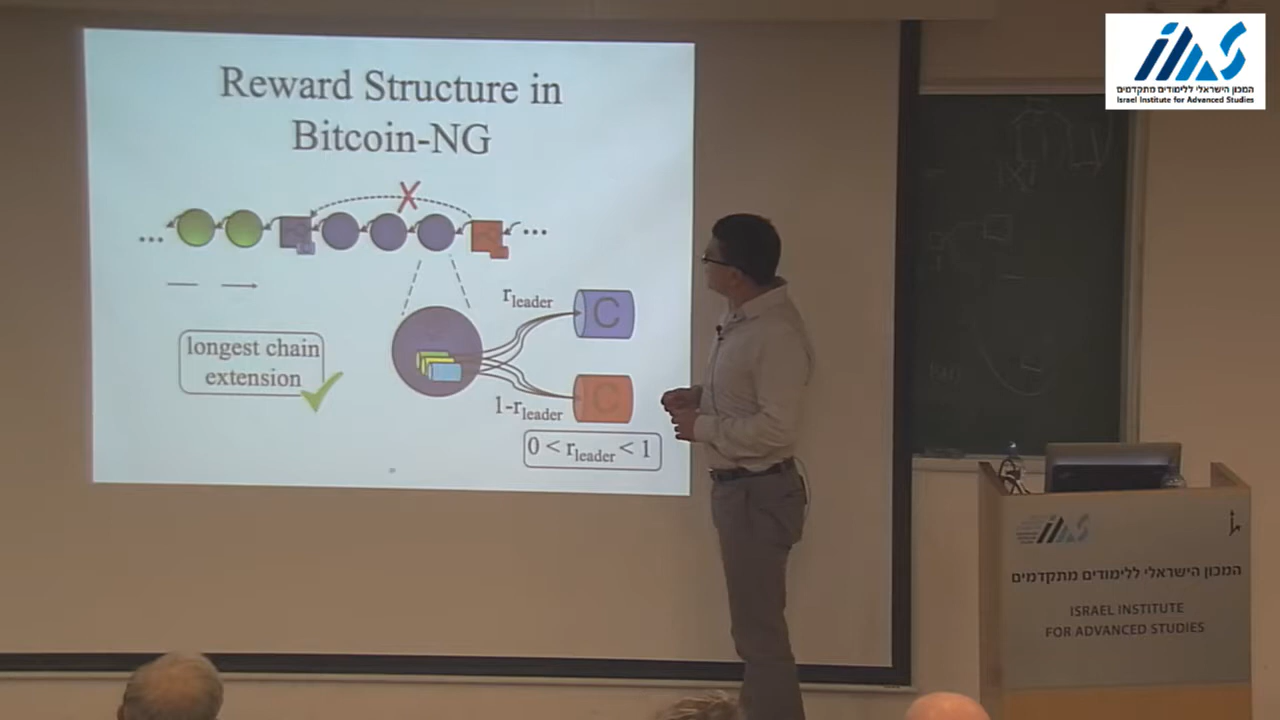 Reward Structure in
Bitcoin-NG
X
...
...
longest chain
extension
r_leader
C
C
1-r_leader
0 < r_leader < 1
המכון הישראלי ללימודים מתקדמים
Israel Institute for Advanced Studies
המכון הישראלי ללימודים מתקדמים
ISRAEL INSTITUTE
FOR ADVANCED STUDIES